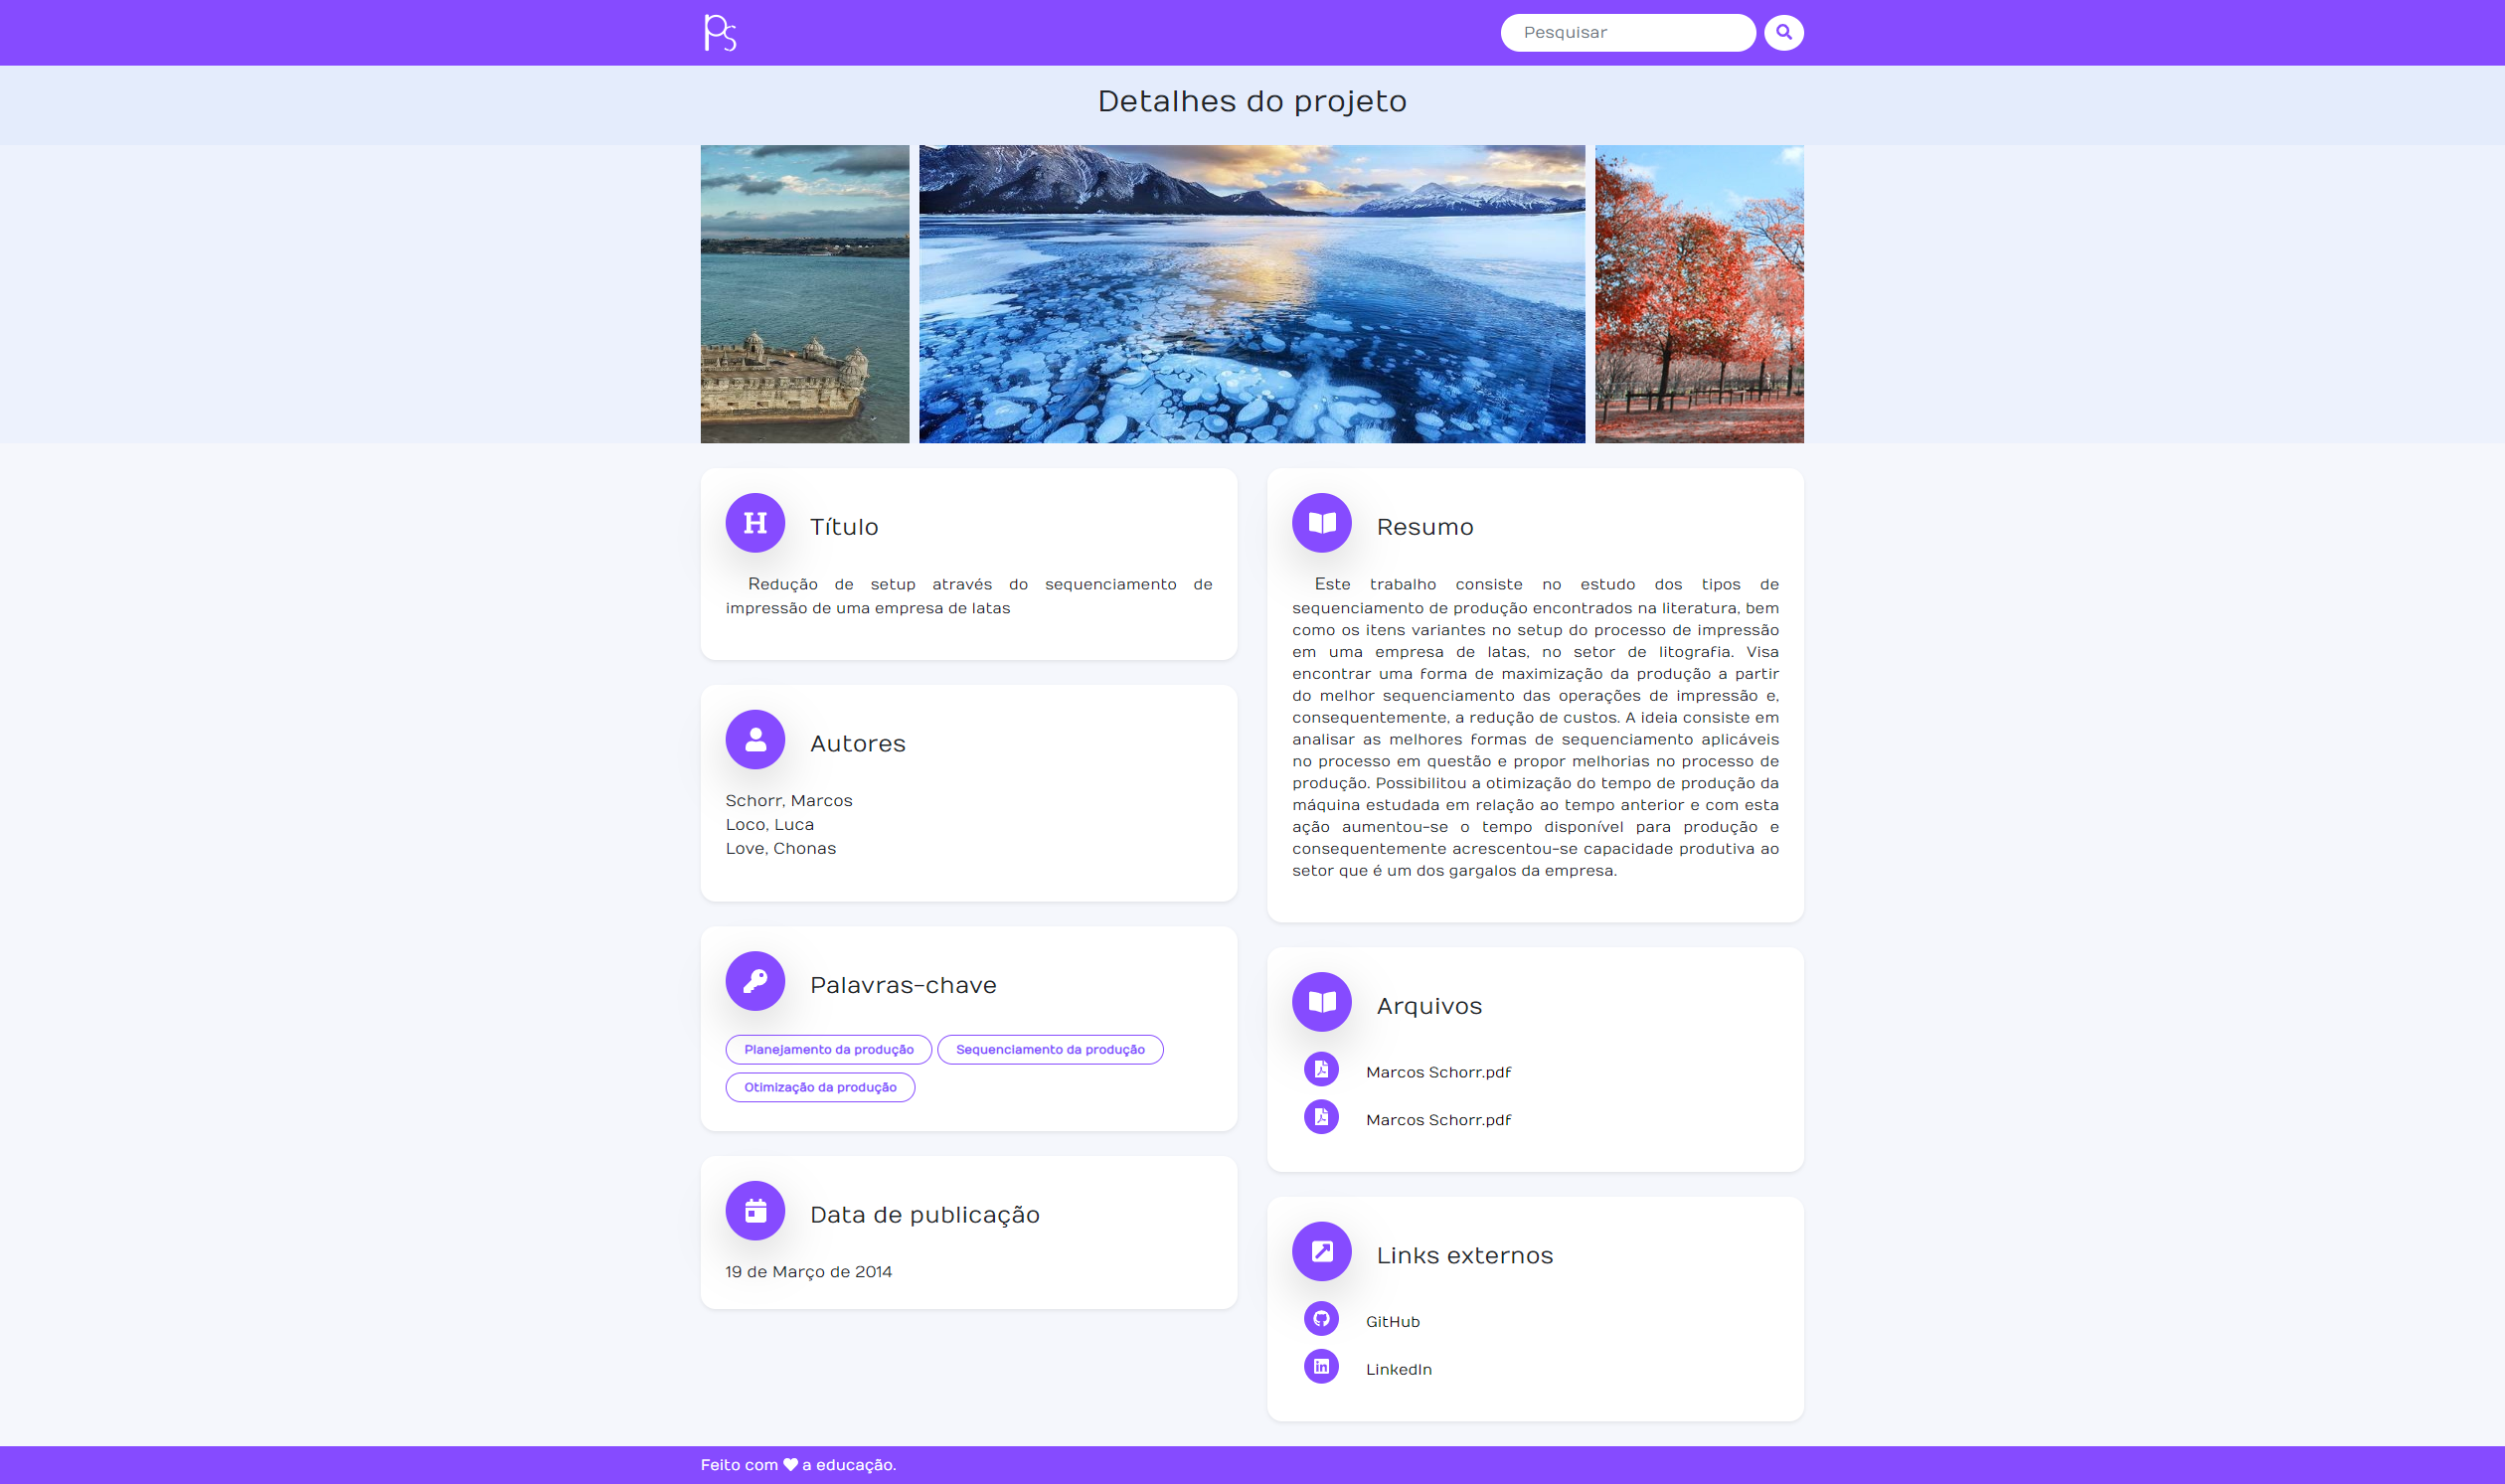 PS
Pesquisar
Detalhes do projeto
Título
Redução de setup através do sequenciamento de
impressão de uma empresa de latas
Autores
Schorr, Marcos
Loco, Luca
Love, Chonas
Palavras-chave
Planejamento da produção
Sequenciamento da produção
Otimização da produção
Data de publicação
19 de Março de 2014
Resumo
Este trabalho consiste no estudo dos tipos de
sequenciamento de produção encontrados na literatura, bem
como os itens variantes no setup do processo de impressão
em uma empresa de latas, no setor de litografia. Visa
encontrar uma forma de maximização da produção a partir
do melhor sequenciamento das operações de impressão e,
consequentemente, a redução de custos. A ideia consiste em
analisar as melhores formas de sequenciamento aplicáveis
no processo em questão e propor melhorias no processo de
produção. Possibilitou a otimização do tempo de produção da
máquina estudada em relação ao tempo anterior e com esta
ação aumentou-se o tempo disponível para produção e
consequentemente acrescentou-se capacidade produtiva ao
setor que é um dos gargalos da empresa.
Arquivos
Marcos Schorr.pdf
Marcos Schorr.pdf
Links externos
GitHub
LinkedIn
Feito com ♥ a educação.